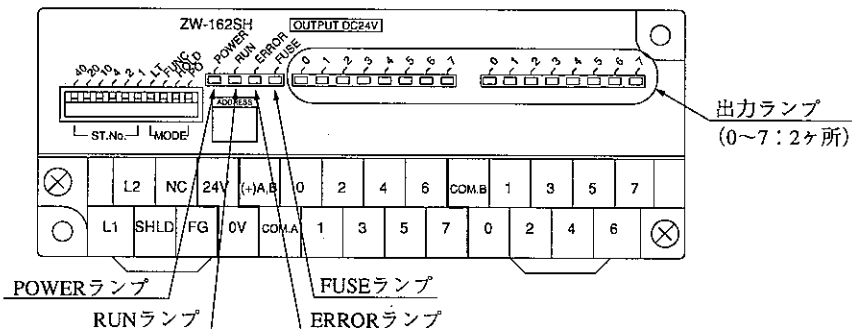 ZW-162SH OUTPUT DC24V
POWER RUN ERROR FUSE
0 1 2 3 4 5 6 7 0 1 2 3 4 5 6 7
40 20 10 4 2 1 LT FUNC HOLD PO
ADDRESS
ST.No. MODE
出力ランプ
(0~7:2ヶ所)
L2 NC 24V (+)A,B 0 2 4 6 COM.B 1 3 5 7
L1 SHLD FG 0V COM.A 1 3 5 7 0 2 4 6
POWERランプ FUSEランプ
RUNランプ ERRORランプ